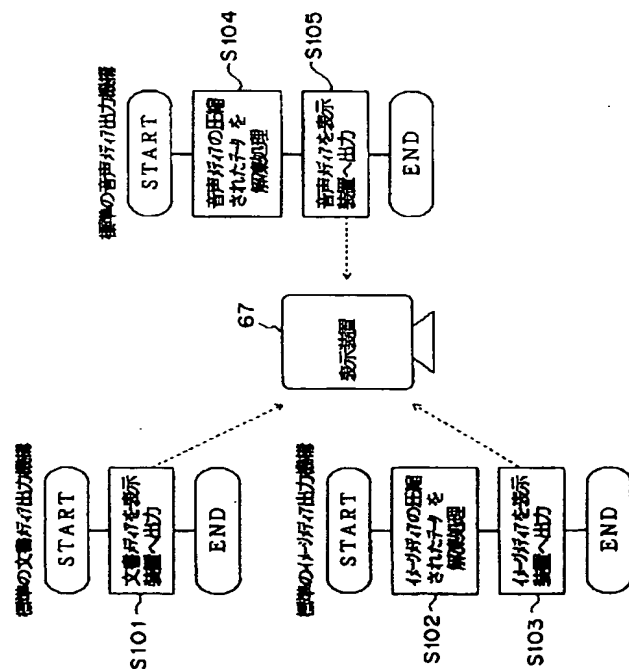 標準の文書メディア出力機構
START
S101
文書メディアを表示
装置へ出力
END
標準のイメージメディア出力機構
START
S102
イメージメディアの圧縮
されたデータを
解凍処理
S103
イメージメディアを表示
装置へ出力
END
67
表示装置
標準の音声メディア出力機構
START
S104
音声メディアの圧縮
されたデータを
解凍処理
S105
音声メディアを表示
装置へ出力
END